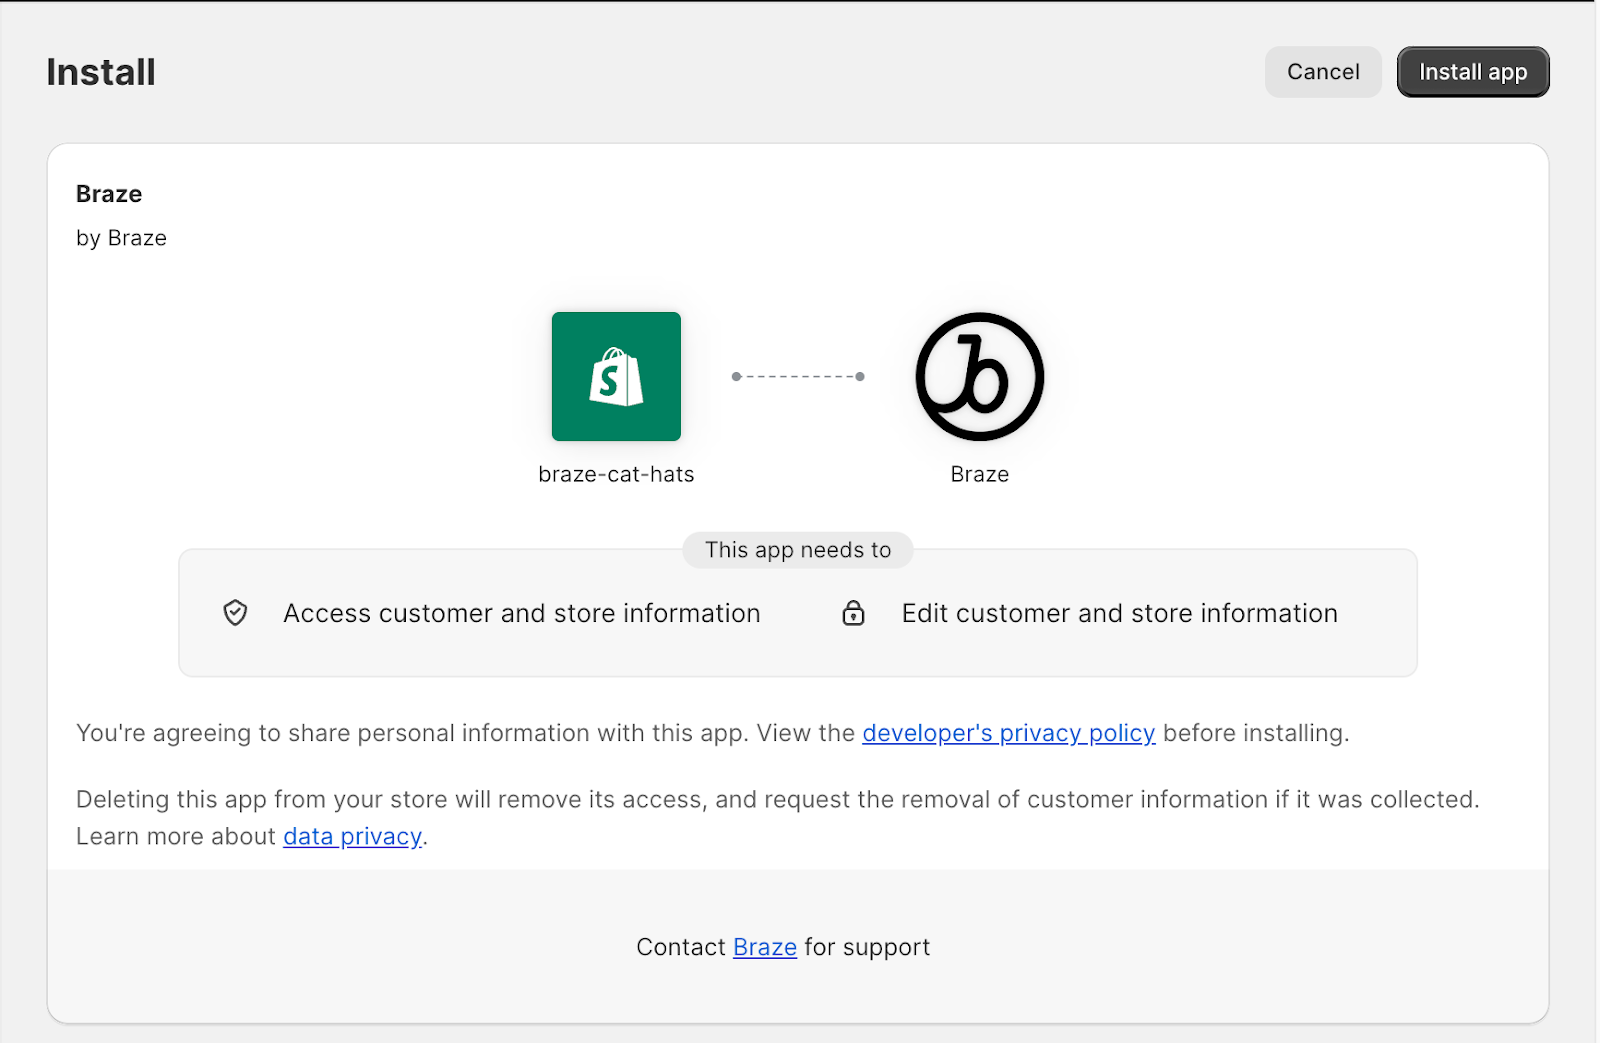 Install
Cancel
Install app
Braze
by Braze
S
b
braze-cat-hats
Braze
This app needs to
Access customer and store information
Edit customer and store information
You're agreeing to share personal information with this app. View the developer's privacy policy before installing.
Deleting this app from your store will remove its access, and request the removal of customer information if it was collected.
Learn more about data privacy.
Contact Braze for support